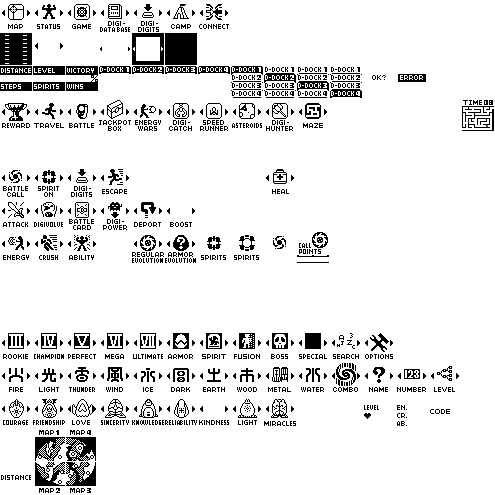 MAP STATUS GAME DIGI-DATABASE DIGI-DIGITS CAMP CONNECT
DISTANCE LEVEL VICTORY D-DOCK 1 D-DOCK 2 D-DOCK 3 D-DOCK 4 D-DOCK 1 D-DOCK 1 D-DOCK 1 D-DOCK 1
D-DOCK 2 D-DOCK 2 D-DOCK 2 D-DOCK 2 OK? ERROR
STEPS SPIRITS WINS % D-DOCK 3 D-DOCK 3 D-DOCK 3 D-DOCK 3
D-DOCK 4 D-DOCK 4 D-DOCK 4 D-DOCK 4
TIME
REWARD TRAVEL BATTLE JACKPOT BOX ENERGY WARS DIGI-CATCH SPEED RUNNER ASTEROIDS DIGI-HUNTER MAZE
BATTLE CALL SPIRIT ON DIGI-DIGITS ESCAPE HEAL
ATTACK DIGIVOLVE BATTLE CARD DIGI-POWER DEPORT BOOST
CALL POINTS
ENERGY CRUSH ABILITY REGULAR EVOLUTION ARMOR EVOLUTION SPIRITS SPIRITS
III IV V VI VII
ROOKIE CHAMPION PERFECT MEGA ULTIMATE ARMOR SPIRIT FUSION BOSS SPECIAL SEARCH OPTIONS
FIRE LIGHT THUNDER WIND ICE DARK EARTH WOOD METAL WATER COMBO NAME NUMBER LEVEL
COURAGE FRIENDSHIP LOVE SINCERITY KNOWLEDGE RELIABILITY KINDNESS LIGHT MIRACLES
LEVEL EN. CR. AB. CODE
MAP 1 MAP 4
DISTANCE
MAP 2 MAP 3